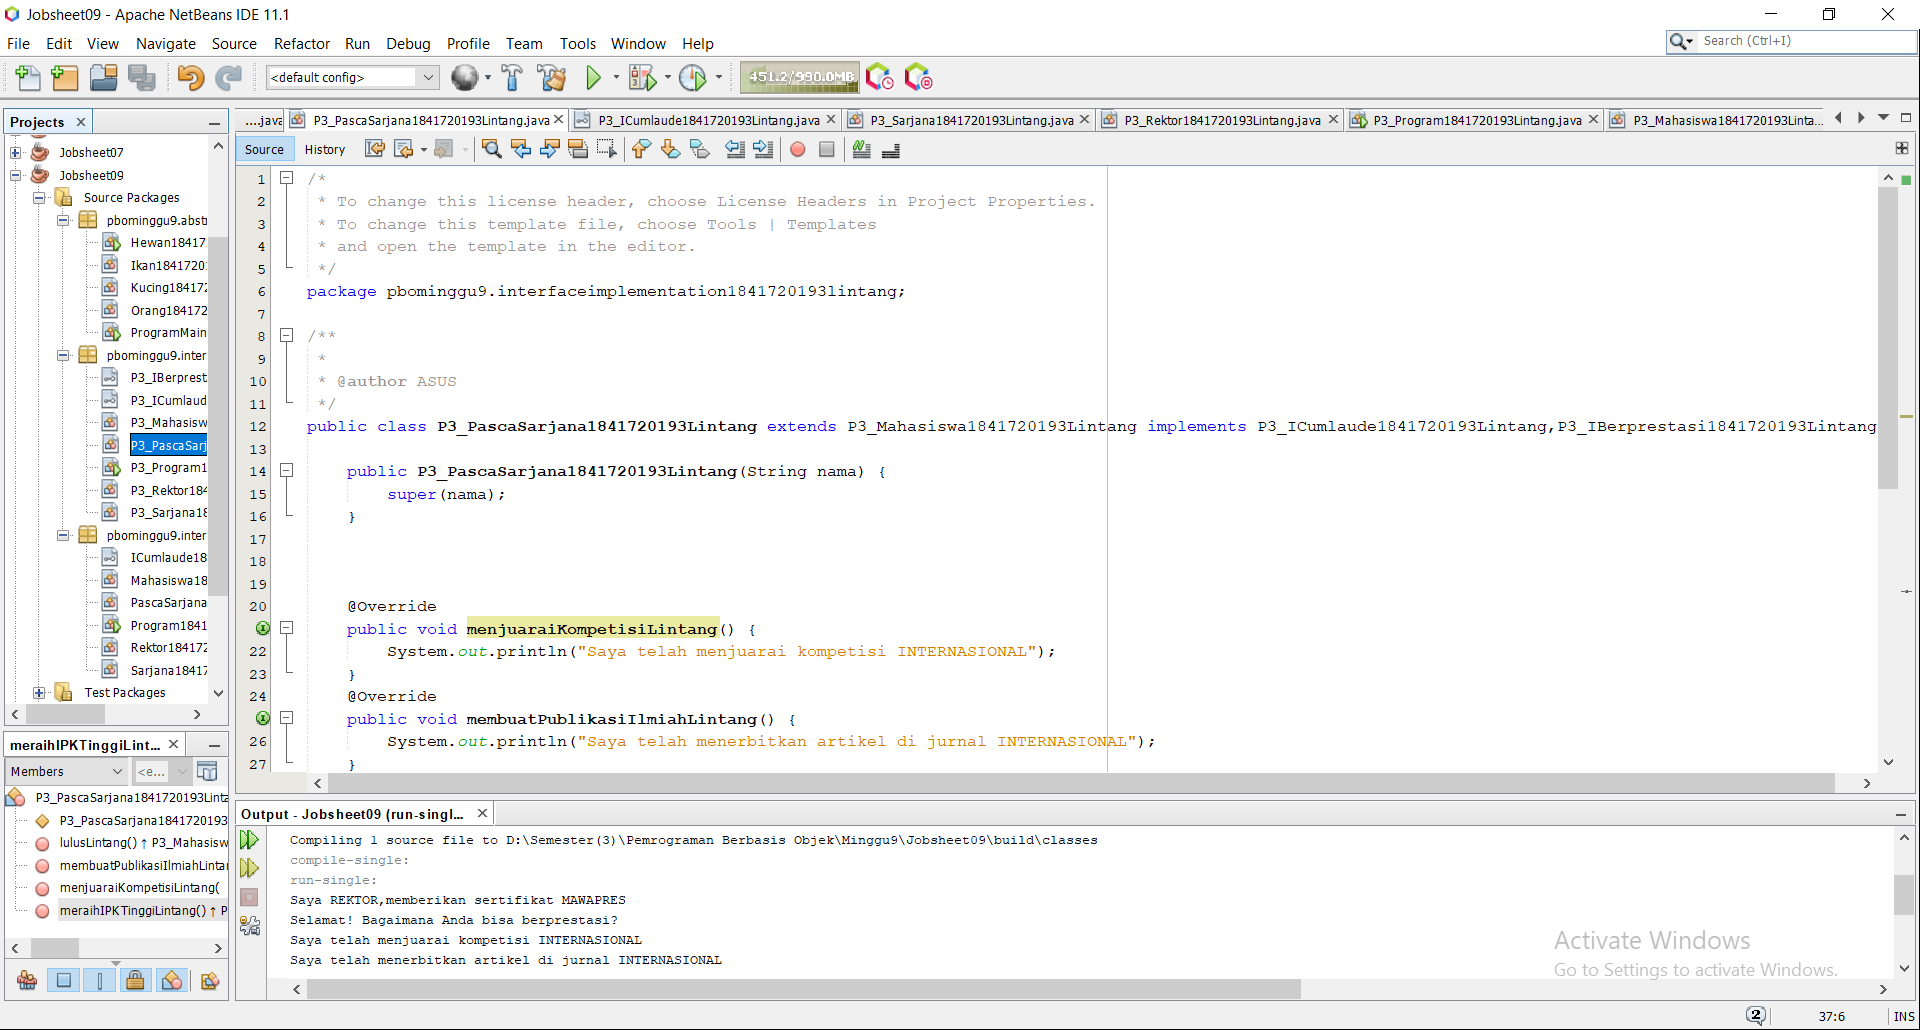 Jobsheet09 - Apache NetBeans IDE 11.1
File Edit View Navigate Source Refactor Run Debug Profile Team Tools Window Help
Search (Ctrl+I)
<default config>
451.2/990.0MB
Projects
Jobsheet07
Jobsheet09
Source Packages
pbominggu9.abst
Hewan18417
Ikan1841720
Kucing18417
Orang184172
ProgramMain
pbominggu9.inter
P3_IBerprest
P3_ICumlaud
P3_Mahasisw
P3_PascaSarj
P3_Program1
P3_Rektor184
P3_Sarjana18
pbominggu9.inter
ICumlaude18
Mahasiswa18
PascaSarjana
Program1841
Rektor184172
Sarjana18417
Test Packages
meraihIPKTinggiLint...
Members <e...
P3_PascaSarjana1841720193Linta
P3_PascaSarjana1841720193
lulusLintang() ↑ P3_Mahasisw
membuatPublikasiIlmiahLintar
menjuaraiKompetisiLintang(
meraihIPKTinggiLintang() ↑ P
....java P3_PascaSarjana1841720193Lintang.java P3_ICumlaude1841720193Lintang.java P3_Sarjana1841720193Lintang.java P3_Rektor1841720193Lintang.java P3_Program1841720193Lintang.java P3_Mahasiswa1841720193Linta...
Source History
1 /*
2 * To change this license header, choose License Headers in Project Properties.
3 * To change this template file, choose Tools | Templates
4 * and open the template in the editor.
5 */
6 package pbominggu9.interfaceimplementation1841720193lintang;
7
8 /**
9 *
10 * @author ASUS
11 */
12 public class P3_PascaSarjana1841720193Lintang extends P3_Mahasiswa1841720193Lintang implements P3_ICumlaude1841720193Lintang,P3_IBerprestasi1841720193Lintang
13
14 public P3_PascaSarjana1841720193Lintang(String nama) {
15 super(nama);
16 }
17
18
19
20 @Override
public void menjuaraiKompetisiLintang() {
22 System.out.println("Saya telah menjuarai kompetisi INTERNASIONAL");
23 }
24 @Override
public void membuatPublikasiIlmiahLintang() {
26 System.out.println("Saya telah menerbitkan artikel di jurnal INTERNASIONAL");
27 }
Output - Jobsheet09 (run-singl...
Compiling 1 source file to D:\Semester(3)\Pemrograman Berbasis Objek\Minggu9\Jobsheet09\build\classes
compile-single:
run-single:
Saya REKTOR,memberikan sertifikat MAWAPRES
Selamat! Bagaimana Anda bisa berprestasi?
Saya telah menjuarai kompetisi INTERNASIONAL
Saya telah menerbitkan artikel di jurnal INTERNASIONAL
Activate Windows
Go to Settings to activate Windows.
2 37:6 INS